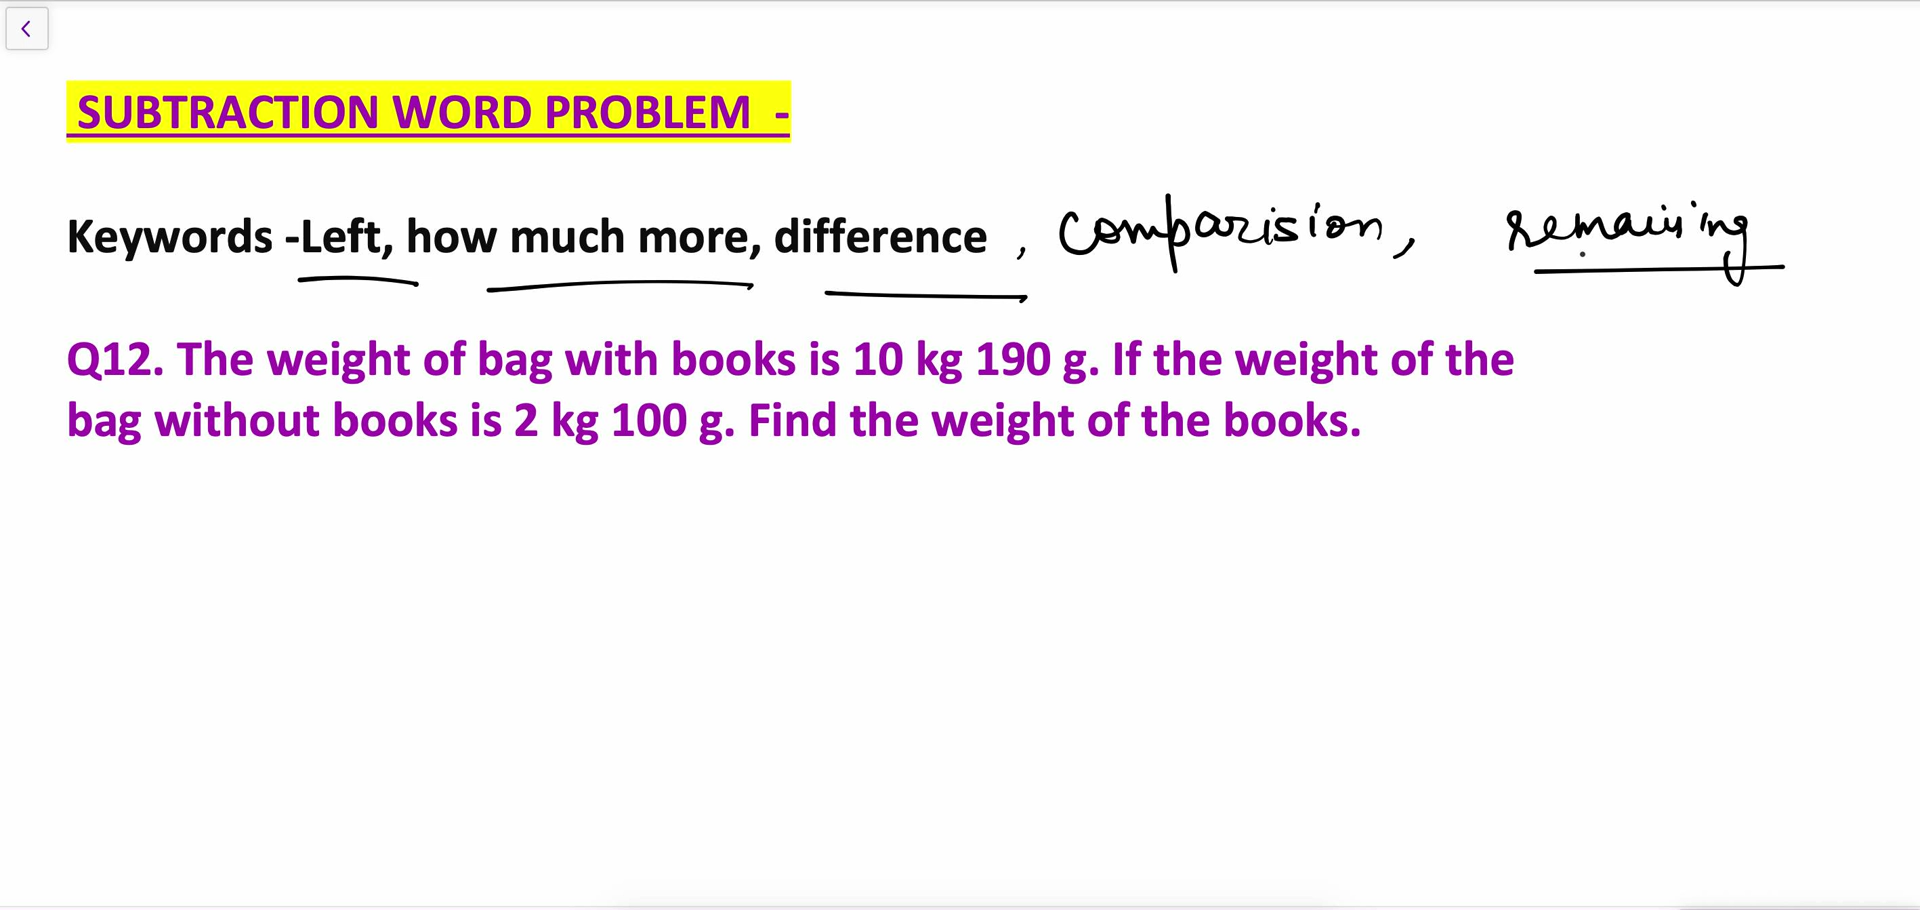 SUBTRACTION WORD PROBLEM -
Keywords -Left, how much more, difference , comparision, remaining
Q12. The weight of bag with books is 10 kg 190 g. If the weight of the
bag without books is 2 kg 100 g. Find the weight of the books.